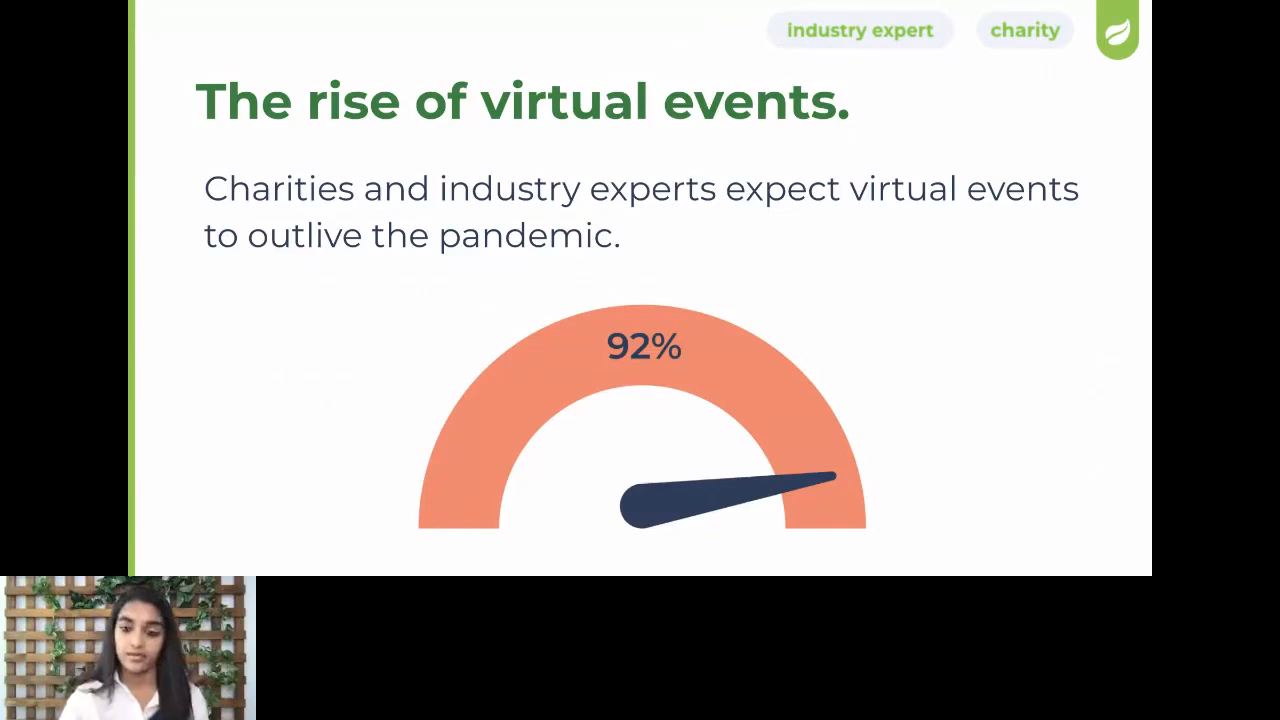 industry expert
charity
The rise of virtual events.
Charities and industry experts expect virtual events
to outlive the pandemic.
92%